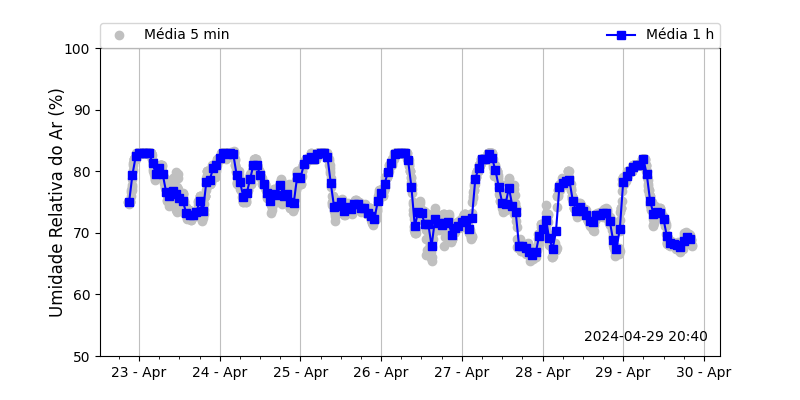 Média 5 min
Média 1 h
Umidade Relativa do Ar (%)
100
90
80
70
60
50
2024-04-29 20:40
23 - Apr
24 - Apr
25 - Apr
26 - Apr
27 - Apr
28 - Apr
29 - Apr
30 - Apr